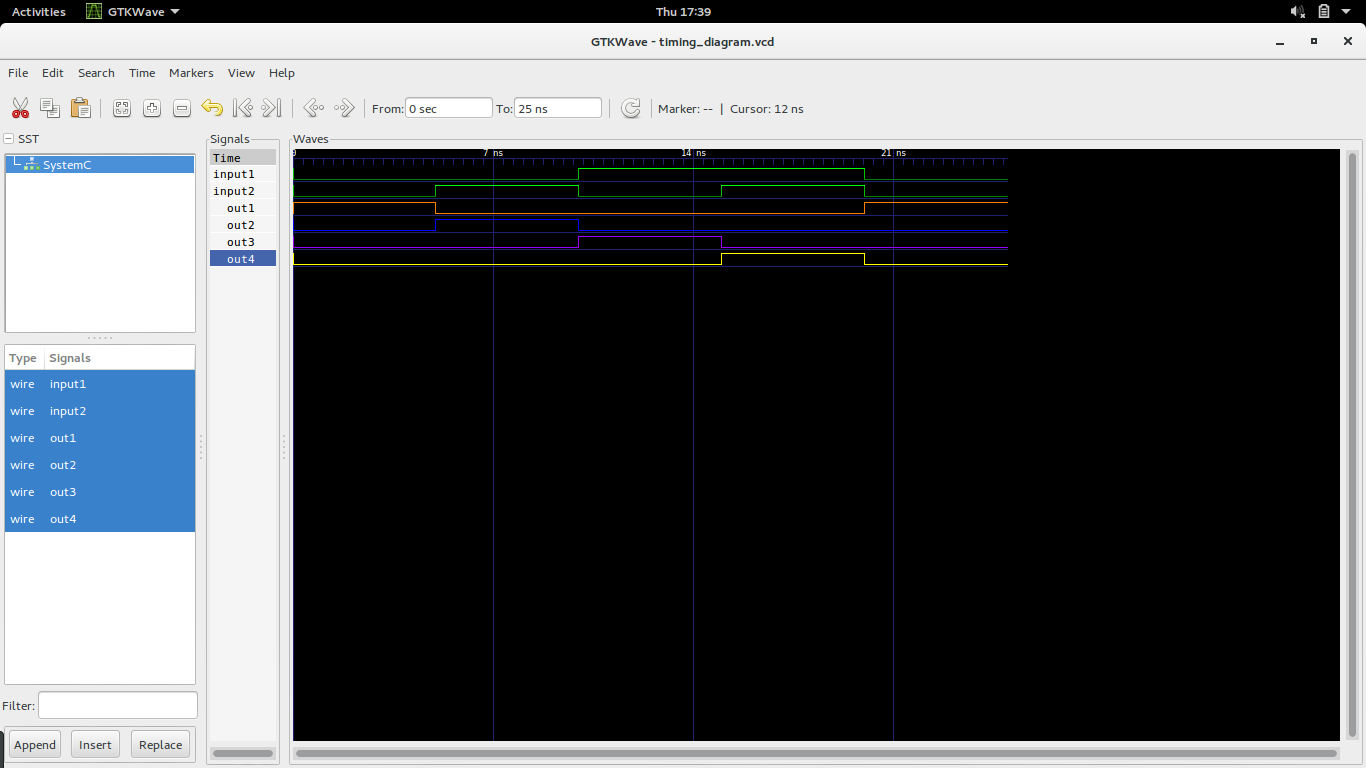 Activities GTKWave Thu 17:39
GTKWave - timing_diagram.vcd
File Edit Search Time Markers View Help
From: 0 sec To: 25 ns Marker: -- | Cursor: 12 ns
SST Signals Waves
SystemC
Time 0 7 ns 14 ns 21 ns
input1
input2
out1
out2
out3
out4
Type Signals
wire input1
wire input2
wire out1
wire out2
wire out3
wire out4
Filter:
Append Insert Replace